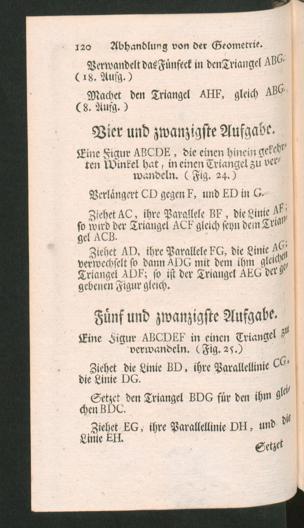 120 Abhandlung von der Geometrie.
Verwandelt das Fünfeck in den Triangel ABG.
(18. Aufg.)
Machet den Triangel AHF, gleich ABG.
(8. Aufg.)
Vier und zwanzigste Aufgabe.
Eine Figur ABCDE, die einen hinein gekehr-
ten Winkel hat, in einen Triangel zu ver-
wandeln. (Fig. 24.)
Verlängert CD gegen F, und ED in G.
Ziehet AC, ihre Parallele BF, die Linie AF;
so wird der Triangel ACF gleich seyn dem Trian-
gel ACB.
Ziehet AD, ihre Parallele FG, die Linie AG;
verwechselt so dann ADG mit dem ihm gleichen
Triangel ADF; so ist der Triangel AEG der ge-
gebenen Figur gleich.
Fünf und zwanzigste Aufgabe.
Eine Figur ABCDEF in einen Triangel zu
verwandeln. (Fig. 25.)
Ziehet die Linie BD, ihre Parallellinie CG,
die Linie DG.
Setzet den Triangel BDG für den ihm glei-
chen BDC.
Ziehet EG, ihre Parallellinie DH, und die
Linie EH.
Setzet